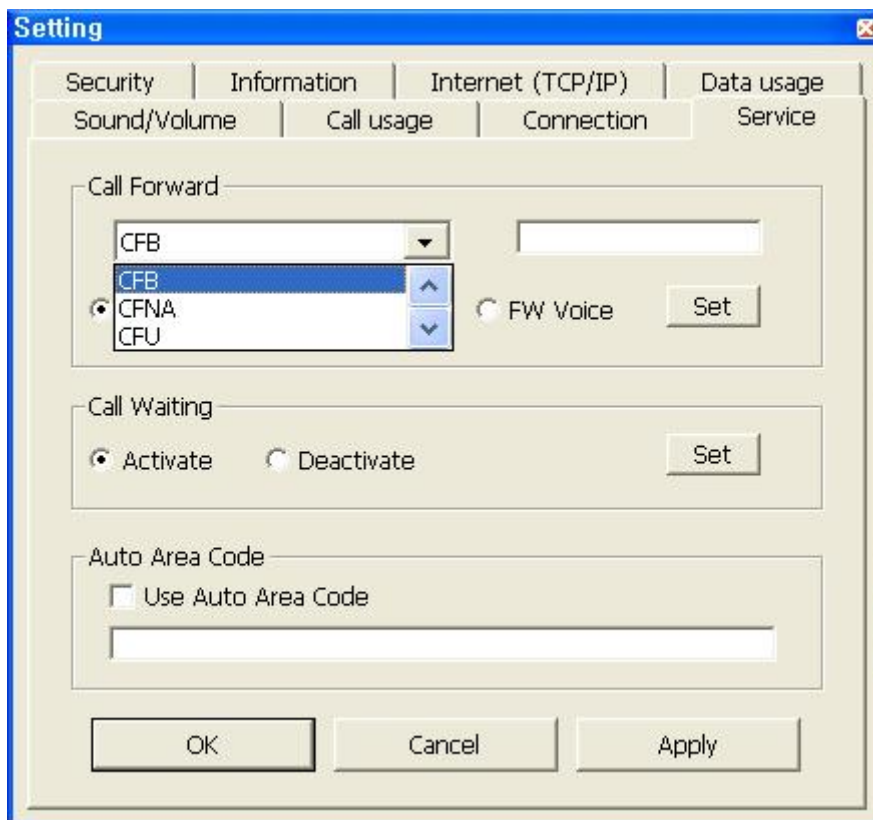 Setting
Security Information Internet (TCP/IP) Data usage
Sound/Volume Call usage Connection Service
Call Forward
CFB
CFB
CFNA
CFU
FW Voice Set
Call Waiting
Activate Deactivate Set
Auto Area Code
Use Auto Area Code
OK Cancel Apply